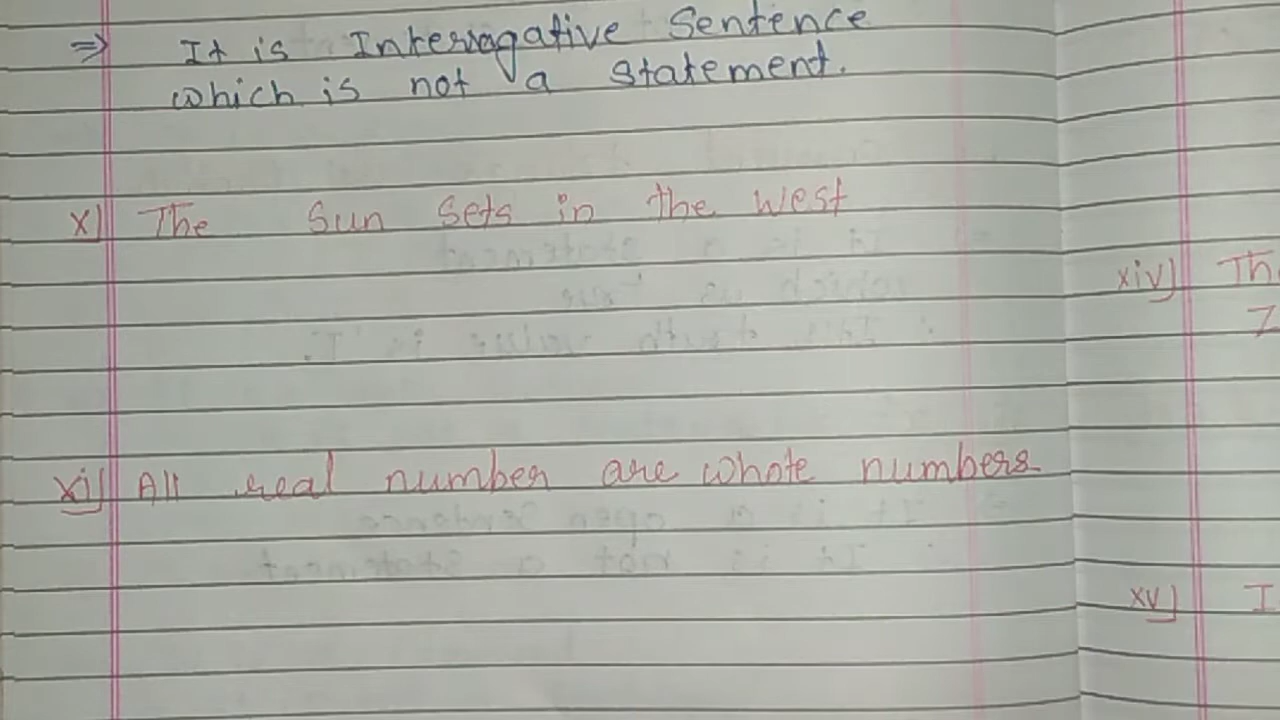 => It is Interragative Sentence
which is not a statement.
x) The Sun sets in the west
xi) All real number are whole numbers.
xiv) Th
xv) I